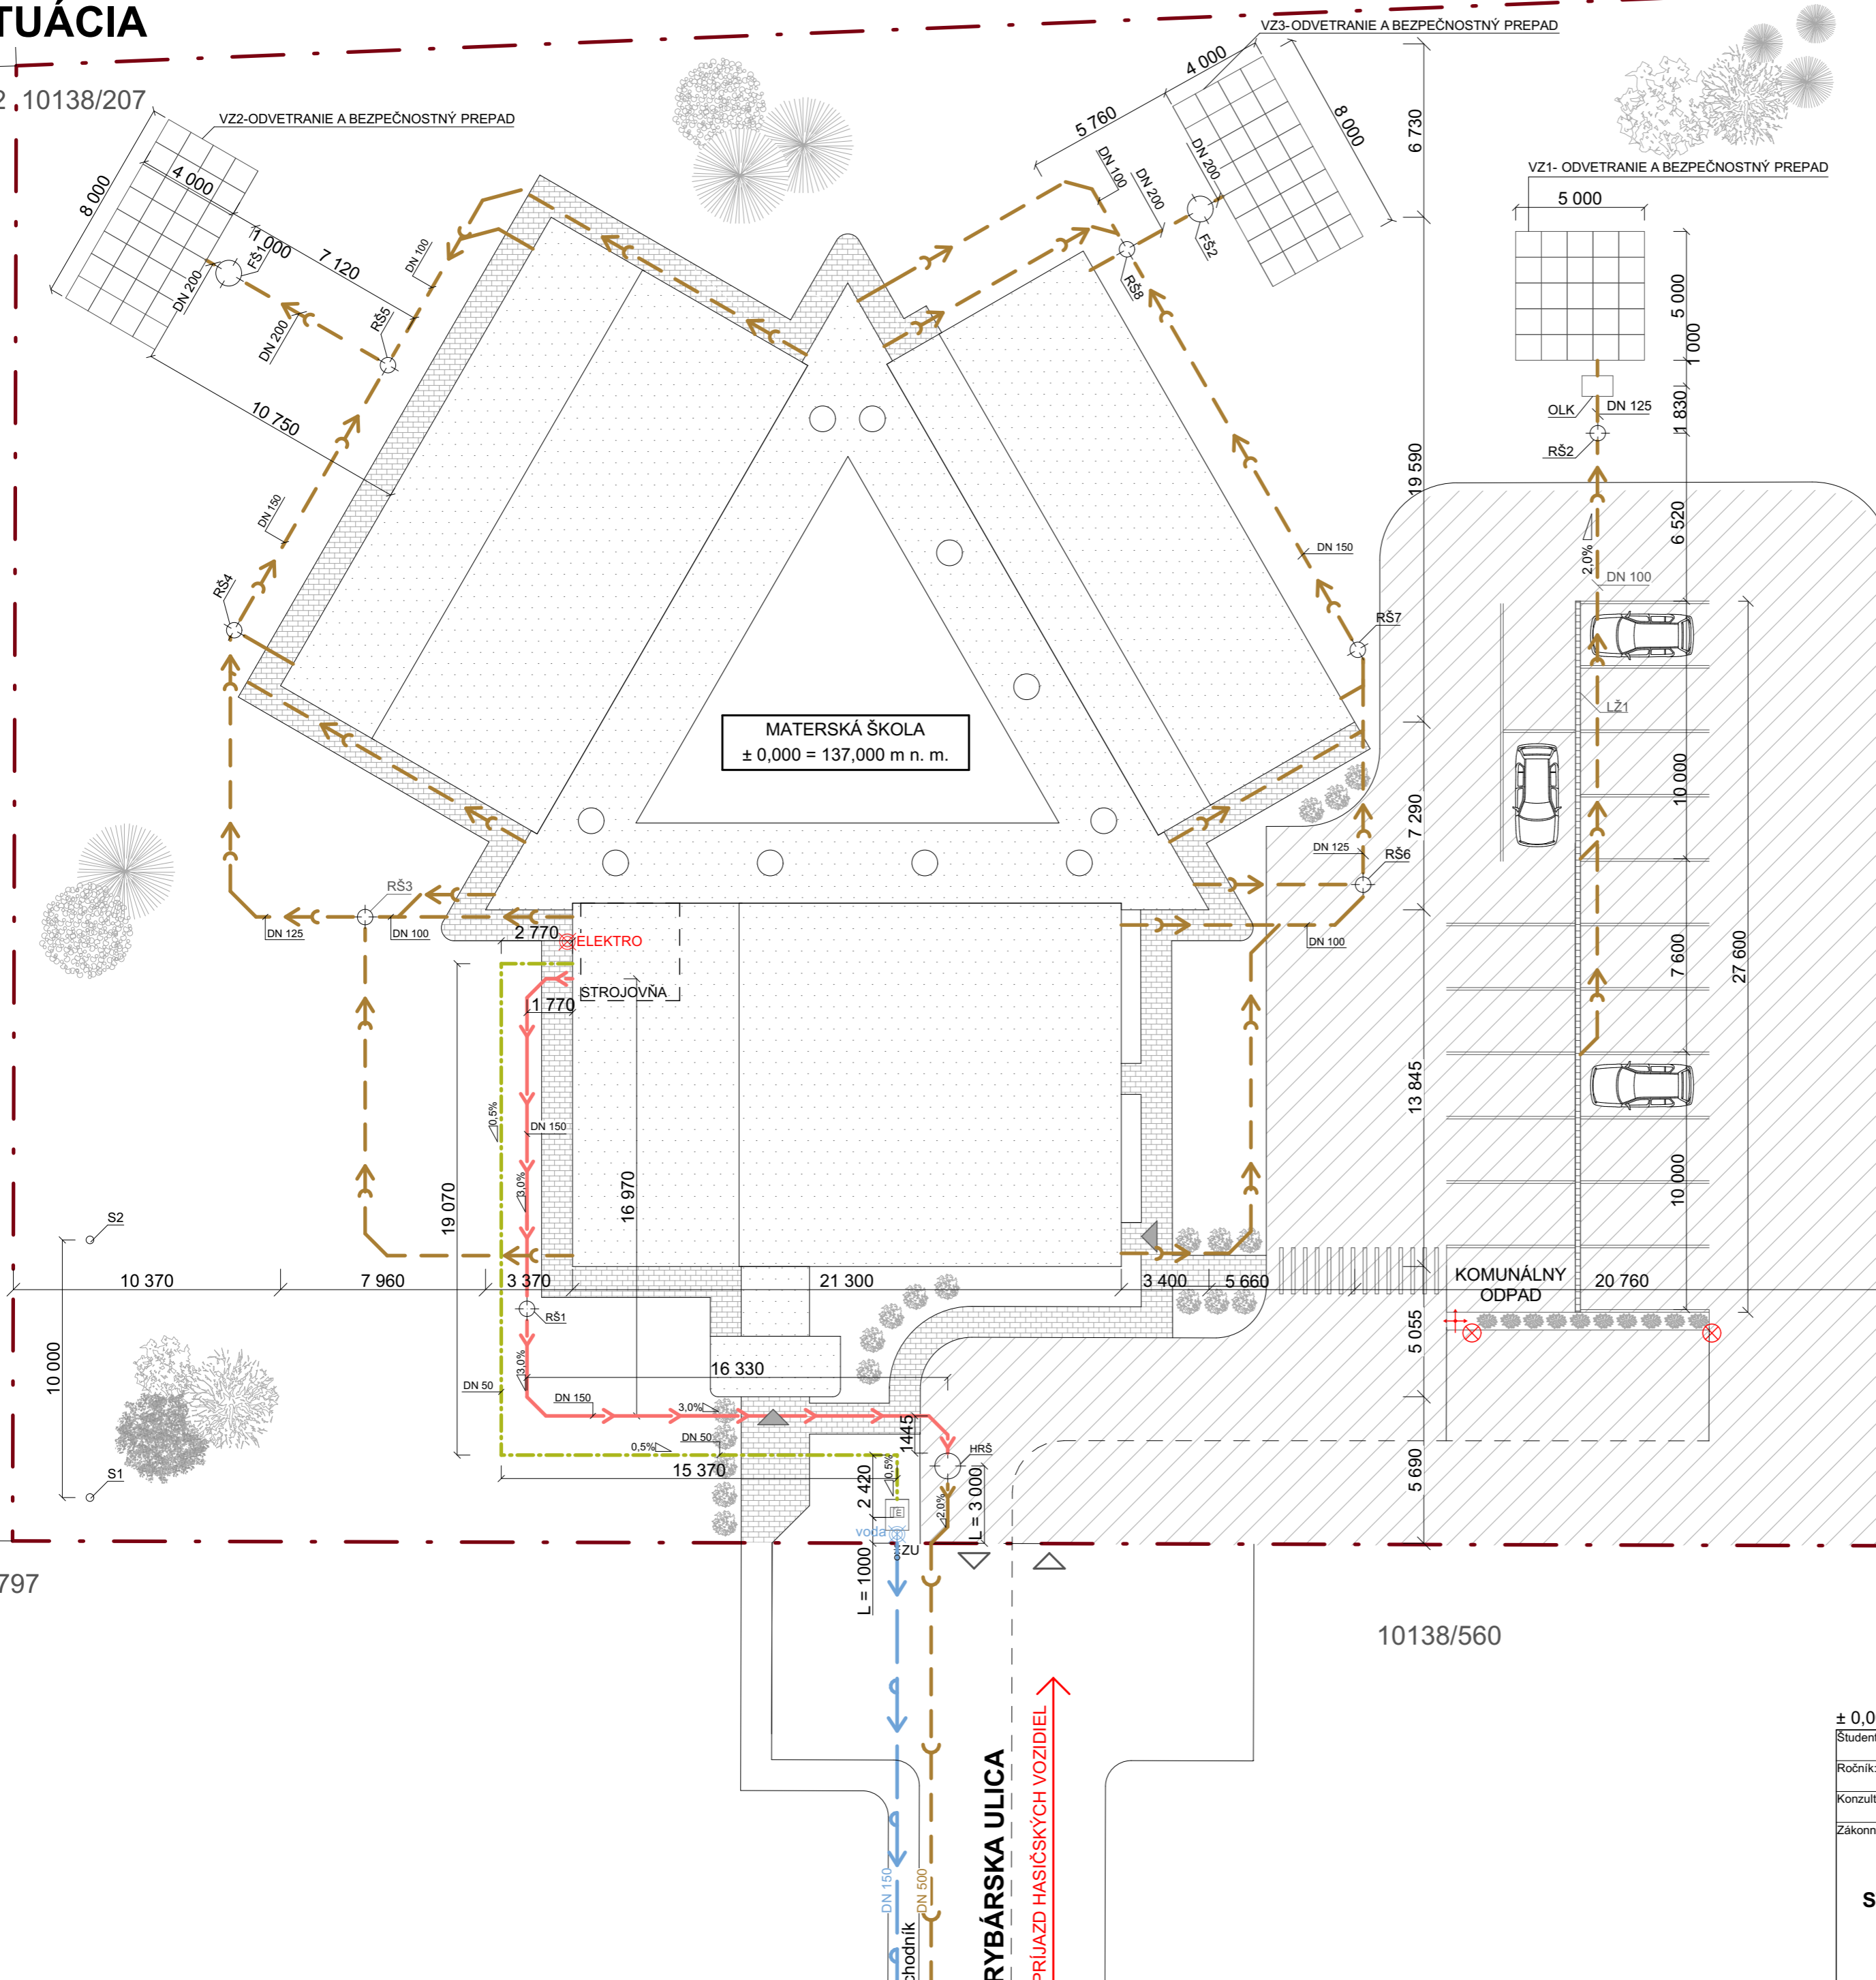 TUÁCIA
2 10138/207
VZ2-ODVETRANIE A BEZPEČNOSTNÝ PREPAD
VZ3-ODVETRANIE A BEZPEČNOSTNÝ PREPAD
VZ1- ODVETRANIE A BEZPEČNOSTNÝ PREPAD
8 000
4 000
1 000
7 120
DN 100
FŠ1
DN 200
DN 200
RŠ5
10 750
DN 150
RŠ4
4 000
5 760
8 000
DN 100
DN 200
DN 200
FŠ2
RŠ8
6 730
5 000
5 000
1 000
1 830
OLK
DN 125
RŠ2
19 590
6 520
2,0%
DN 100
DN 150
RŠ7
LŽ1
MATERSKÁ ŠKOLA
± 0,000 = 137,000 m n. m.
10 000
7 290
DN 125
RŠ6
RŠ3
DN 125
DN 100
2 770
ELEKTRO
DN 100
7 600
27 600
STROJOVŇA
1 770
0,5%
DN 150
13 845
3,0%
16 970
19 070
10 000
S2
10 370
7 960
3 370
21 300
3 400
5 660
KOMUNÁLNY
ODPAD
20 760
RŠ1
5 055
10 000
3,0%
16 330
DN 50
DN 150
3,0%
DN 50
0,5%
1445
HRŠ
S1
15 370
2 420
0,5%
2,0%
L = 3 000
5 690
voda
ZU
L = 1000
797
10138/560
± 0,0
Študent
Ročník:
Konzult
Zákonn
S
DN 150
DN 500
chodník
RYBÁRSKA ULICA
PRÍJAZD HASIČSKÝCH VOZIDIEL